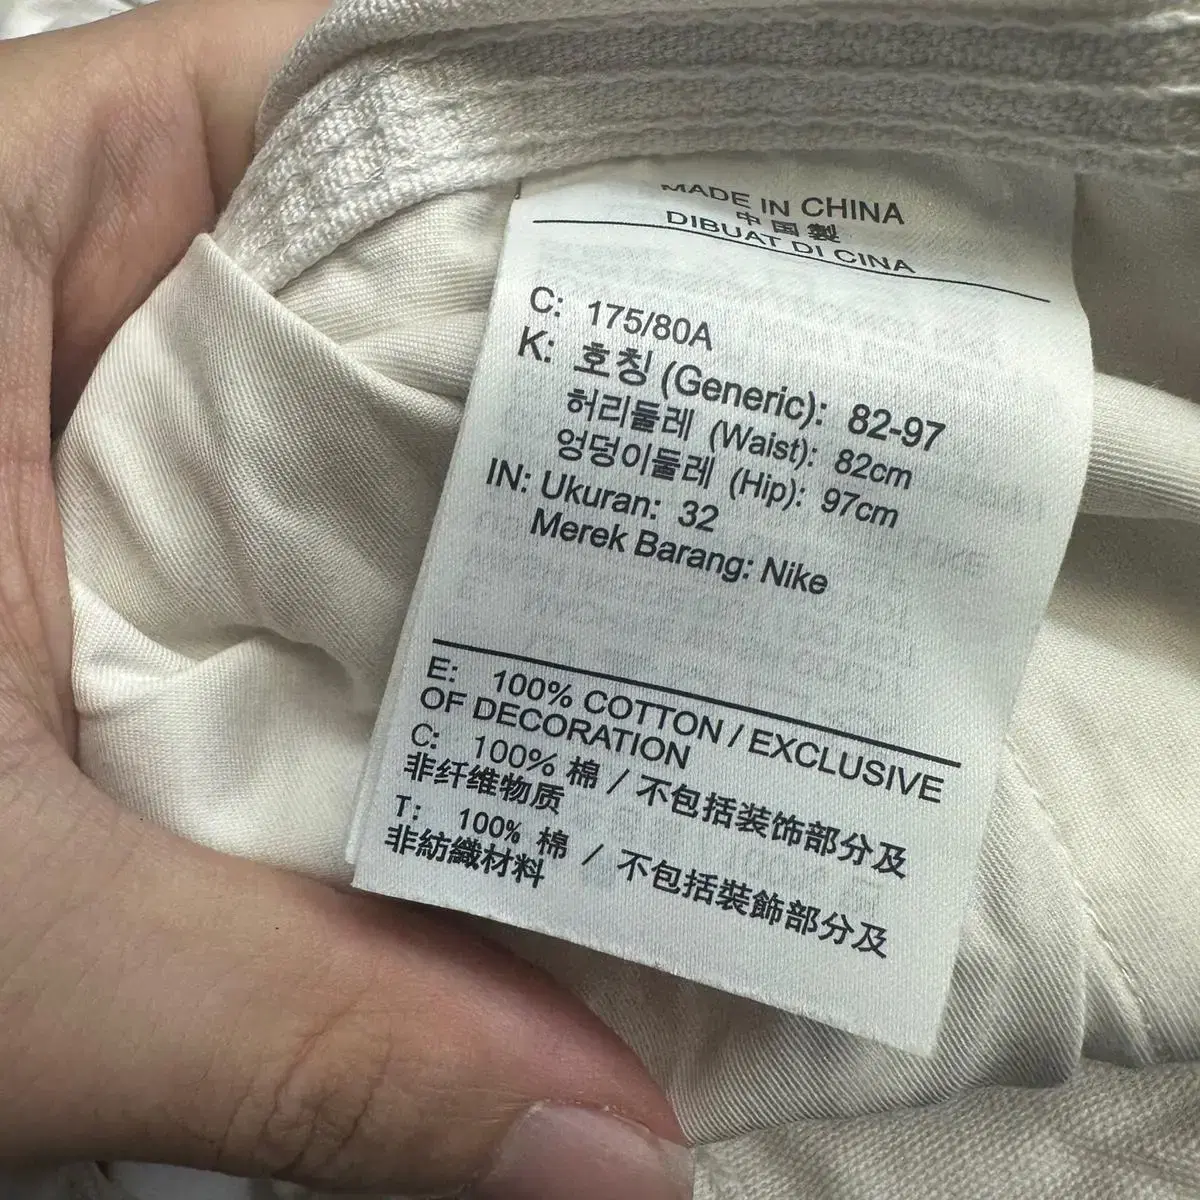 MADE IN CHINA
中国製
DIBUAT DI CINA
C: 175/80A
K: 호칭 (Generic): 82-97
허리둘레 (Waist): 82cm
엉덩이둘레 (Hip): 97cm
IN: Ukuran: 32
Merek Barang: Nike
E: 100% COTTON / EXCLUSIVE
OF DECORATION
C: 100% 棉 / 不包括装饰部分及
非纤维物质
T: 100% 棉 / 不包括裝飾部分及
非紡織材料